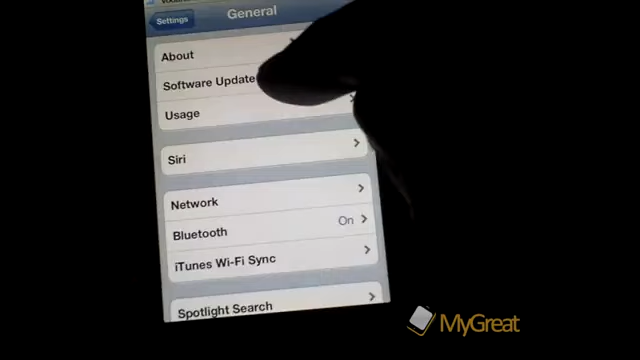 Settings
General
About
Software Update
Usage
Siri
Network
Bluetooth On
iTunes Wi-Fi Sync
Spotlight Search
MyGreat